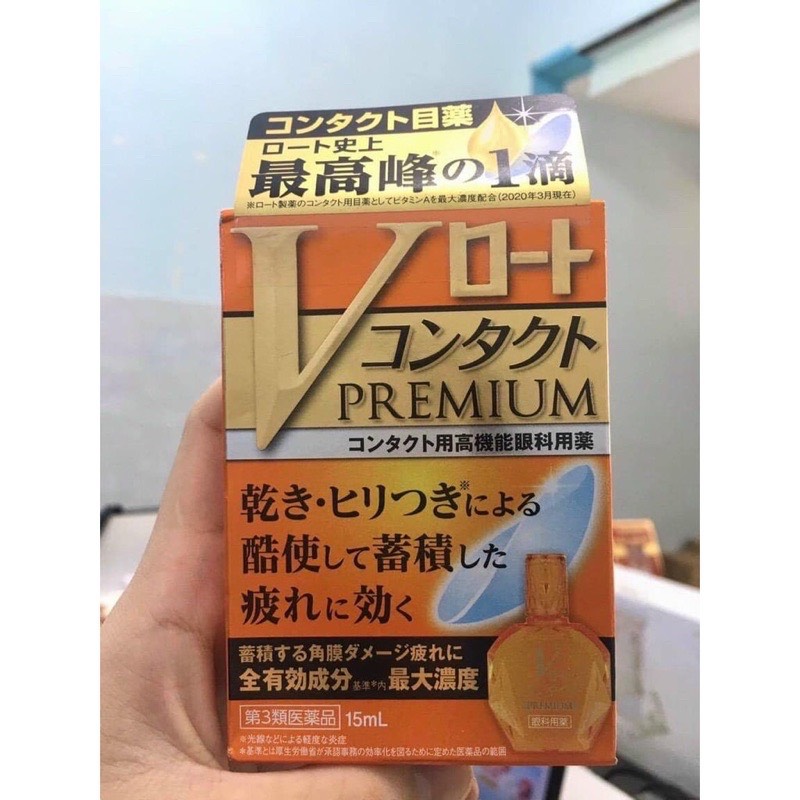 コンタクト目薬
ロート史上
最高峰※の1滴
※ロート製薬のコンタクト用目薬としてビタミンAを最大濃度配合(2020年3月現在)
Vロート
コンタクト
PREMIUM
コンタクト用高機能眼科用薬
乾き・ヒリつき※による
酷使して蓄積した
疲れに効く
蓄積する角膜ダメージ疲れに
全有効成分基準*内最大濃度
第3類医薬品 15mL
PREMIUM
眼科用薬
※光線などによる軽度な炎症
*基準とは厚生労働省が承認事務の効率化を図るために定めた医薬品の範囲